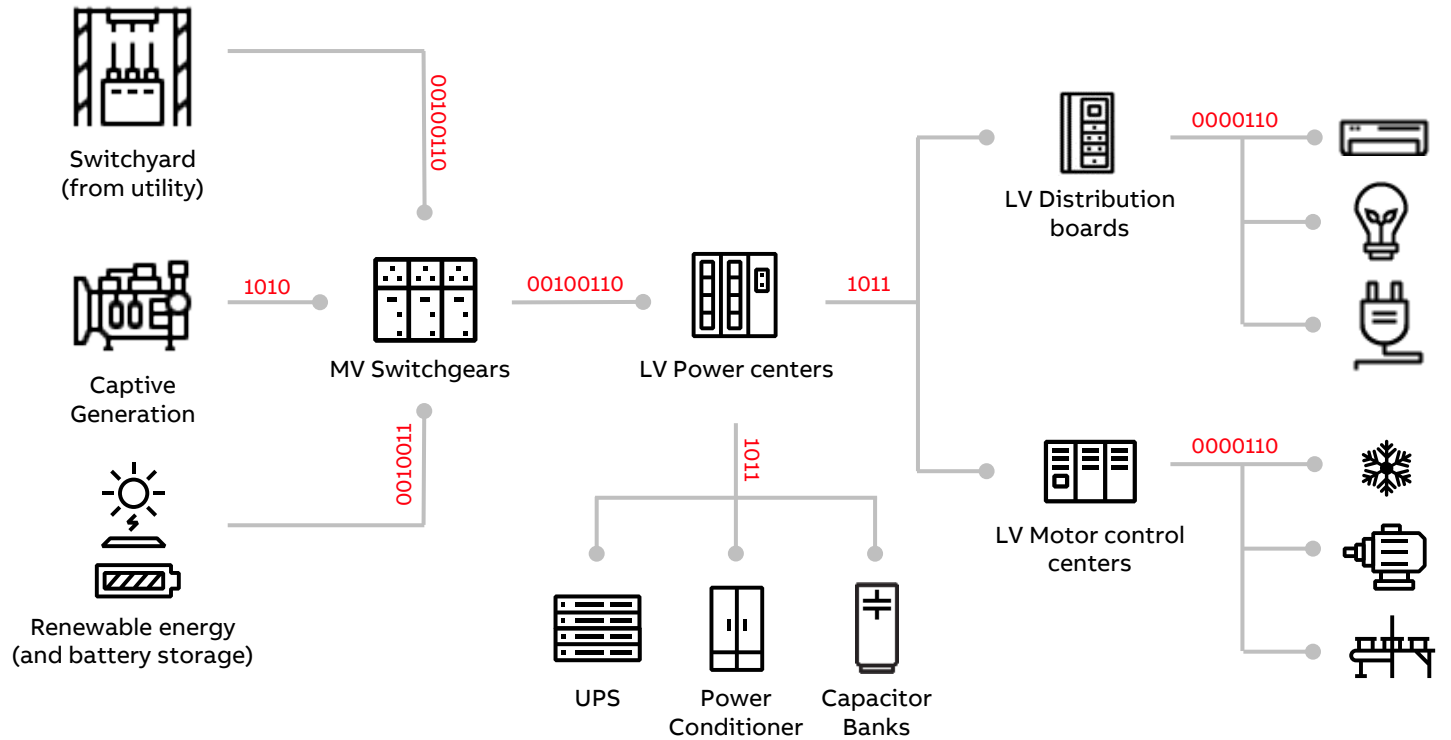 Switchyard
(from utility)
00100110
Captive
Generation
1010
Renewable energy
(and battery storage)
0010011
MV Switchgears
00100110
LV Power centers
1011
1011
UPS
Power
Conditioner
Capacitor
Banks
LV Distribution
boards
0000110
LV Motor control
centers
0000110